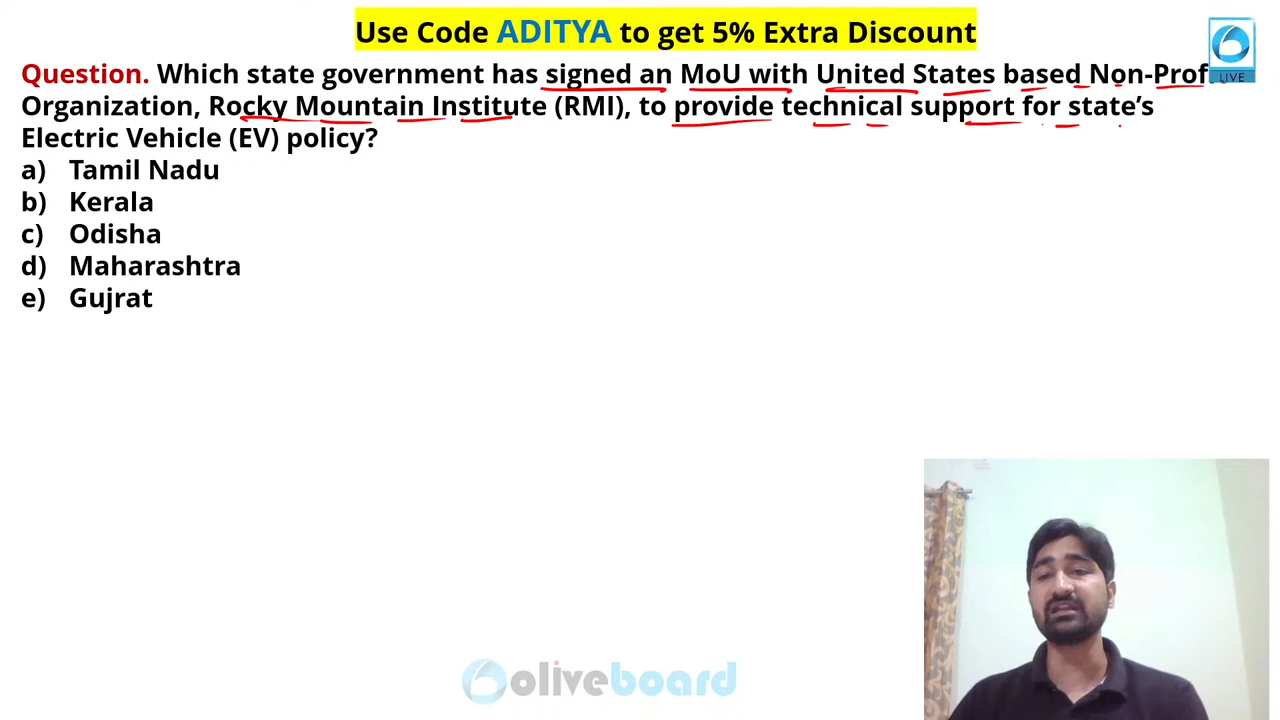 Use Code ADITYA to get 5% Extra Discount
LIVE
Question. Which state government has signed an MoU with United States based Non-Prof
Organization, Rocky Mountain Institute (RMI), to provide technical support for state’s
Electric Vehicle (EV) policy?
a) Tamil Nadu
b) Kerala
c) Odisha
d) Maharashtra
e) Gujrat
oliveboard